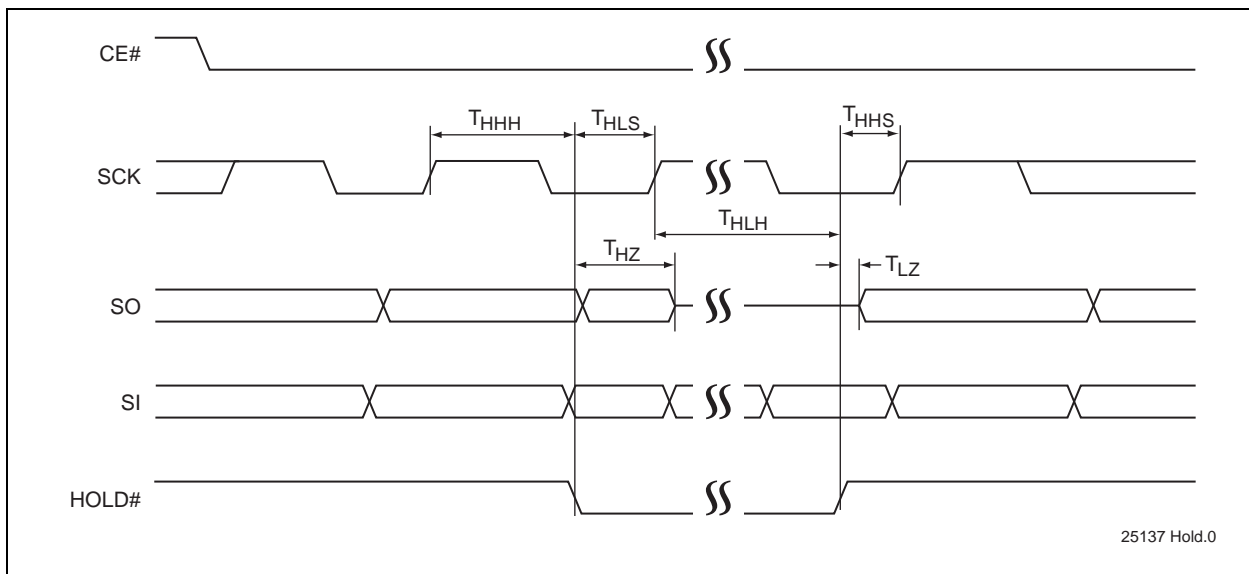 CE#
THHH
THLS
THHS
SCK
THLH
THZ
TLZ
SO
SI
HOLD#
25137 Hold.0